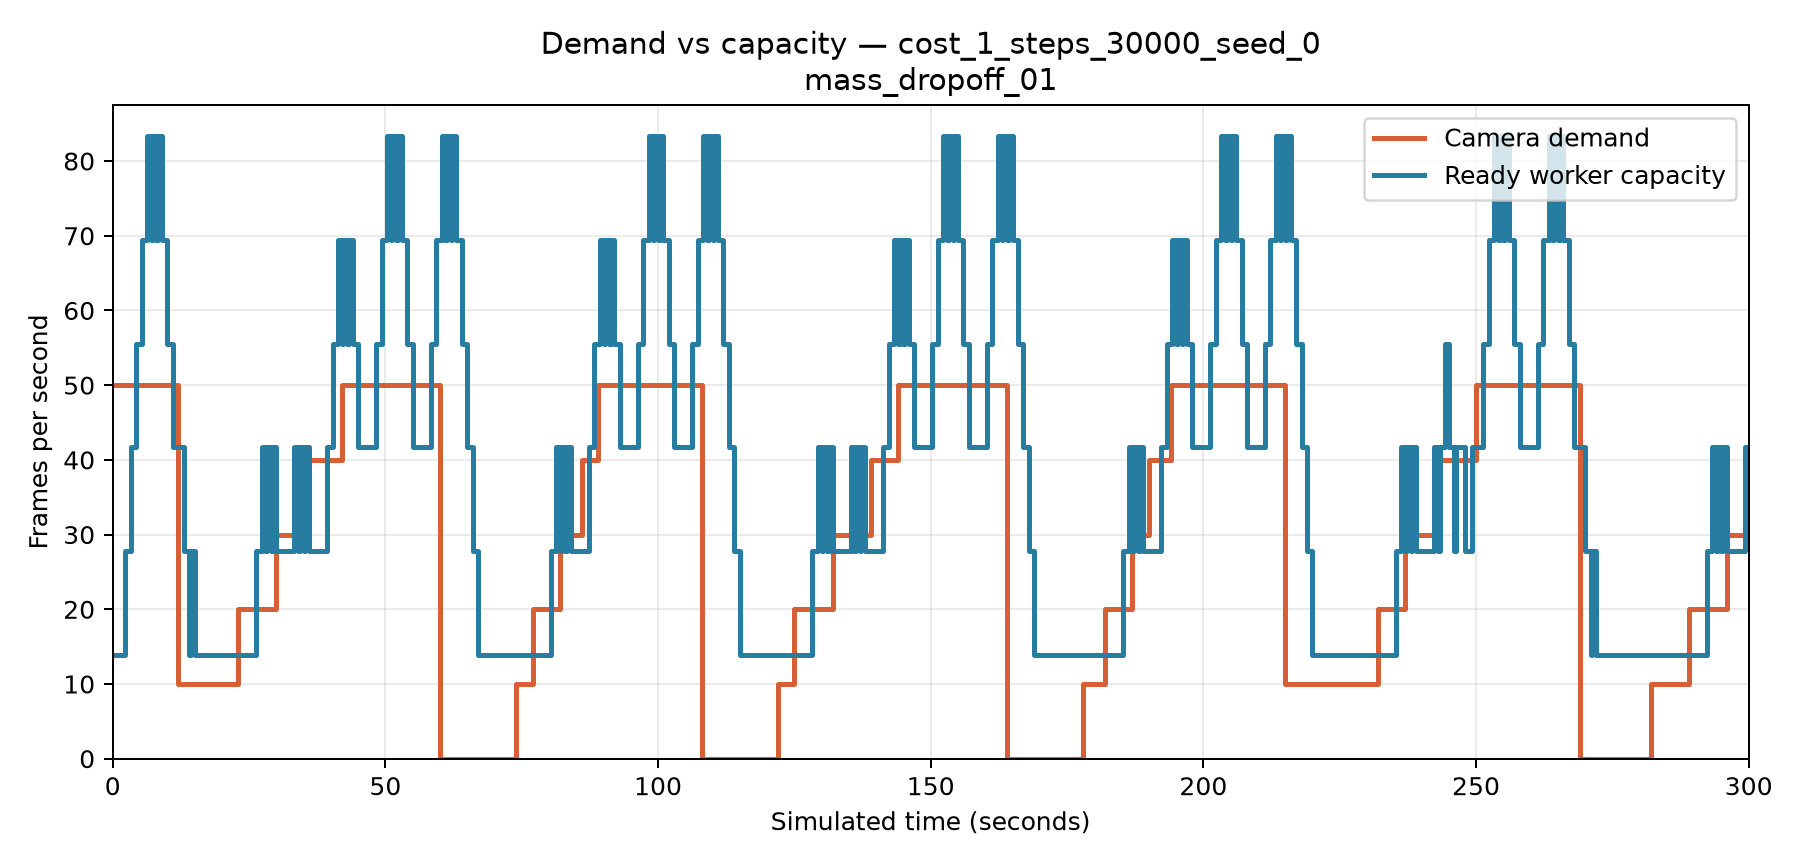 Demand vs capacity — cost_1_steps_30000_seed_0
mass_dropoff_01
Camera demand
Ready worker capacity
Frames per second
80
70
60
50
40
30
20
10
0
0 50 100 150 200 250 300
Simulated time (seconds)